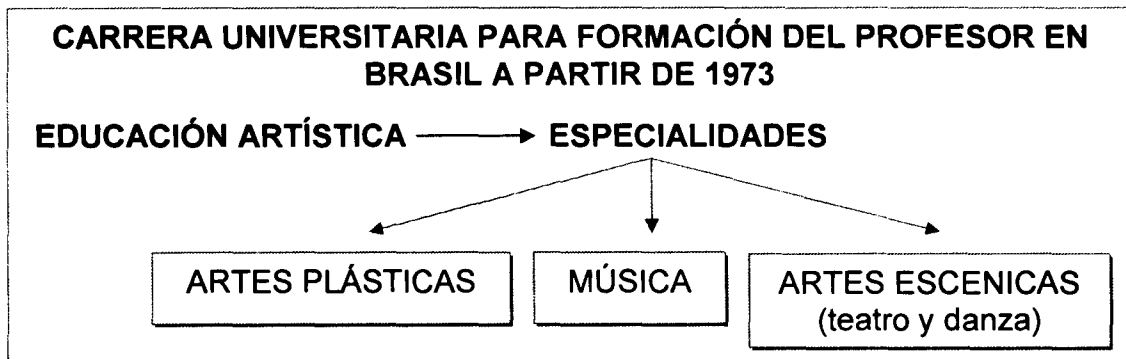 CARRERA UNIVERSITARIA PARA FORMACIÓN DEL PROFESOR EN
BRASIL A PARTIR DE 1973
EDUCACIÓN ARTÍSTICA ESPECIALIDADES
ARTES PLÁSTICAS
MÚSICA
ARTES ESCENICAS
(teatro y danza)